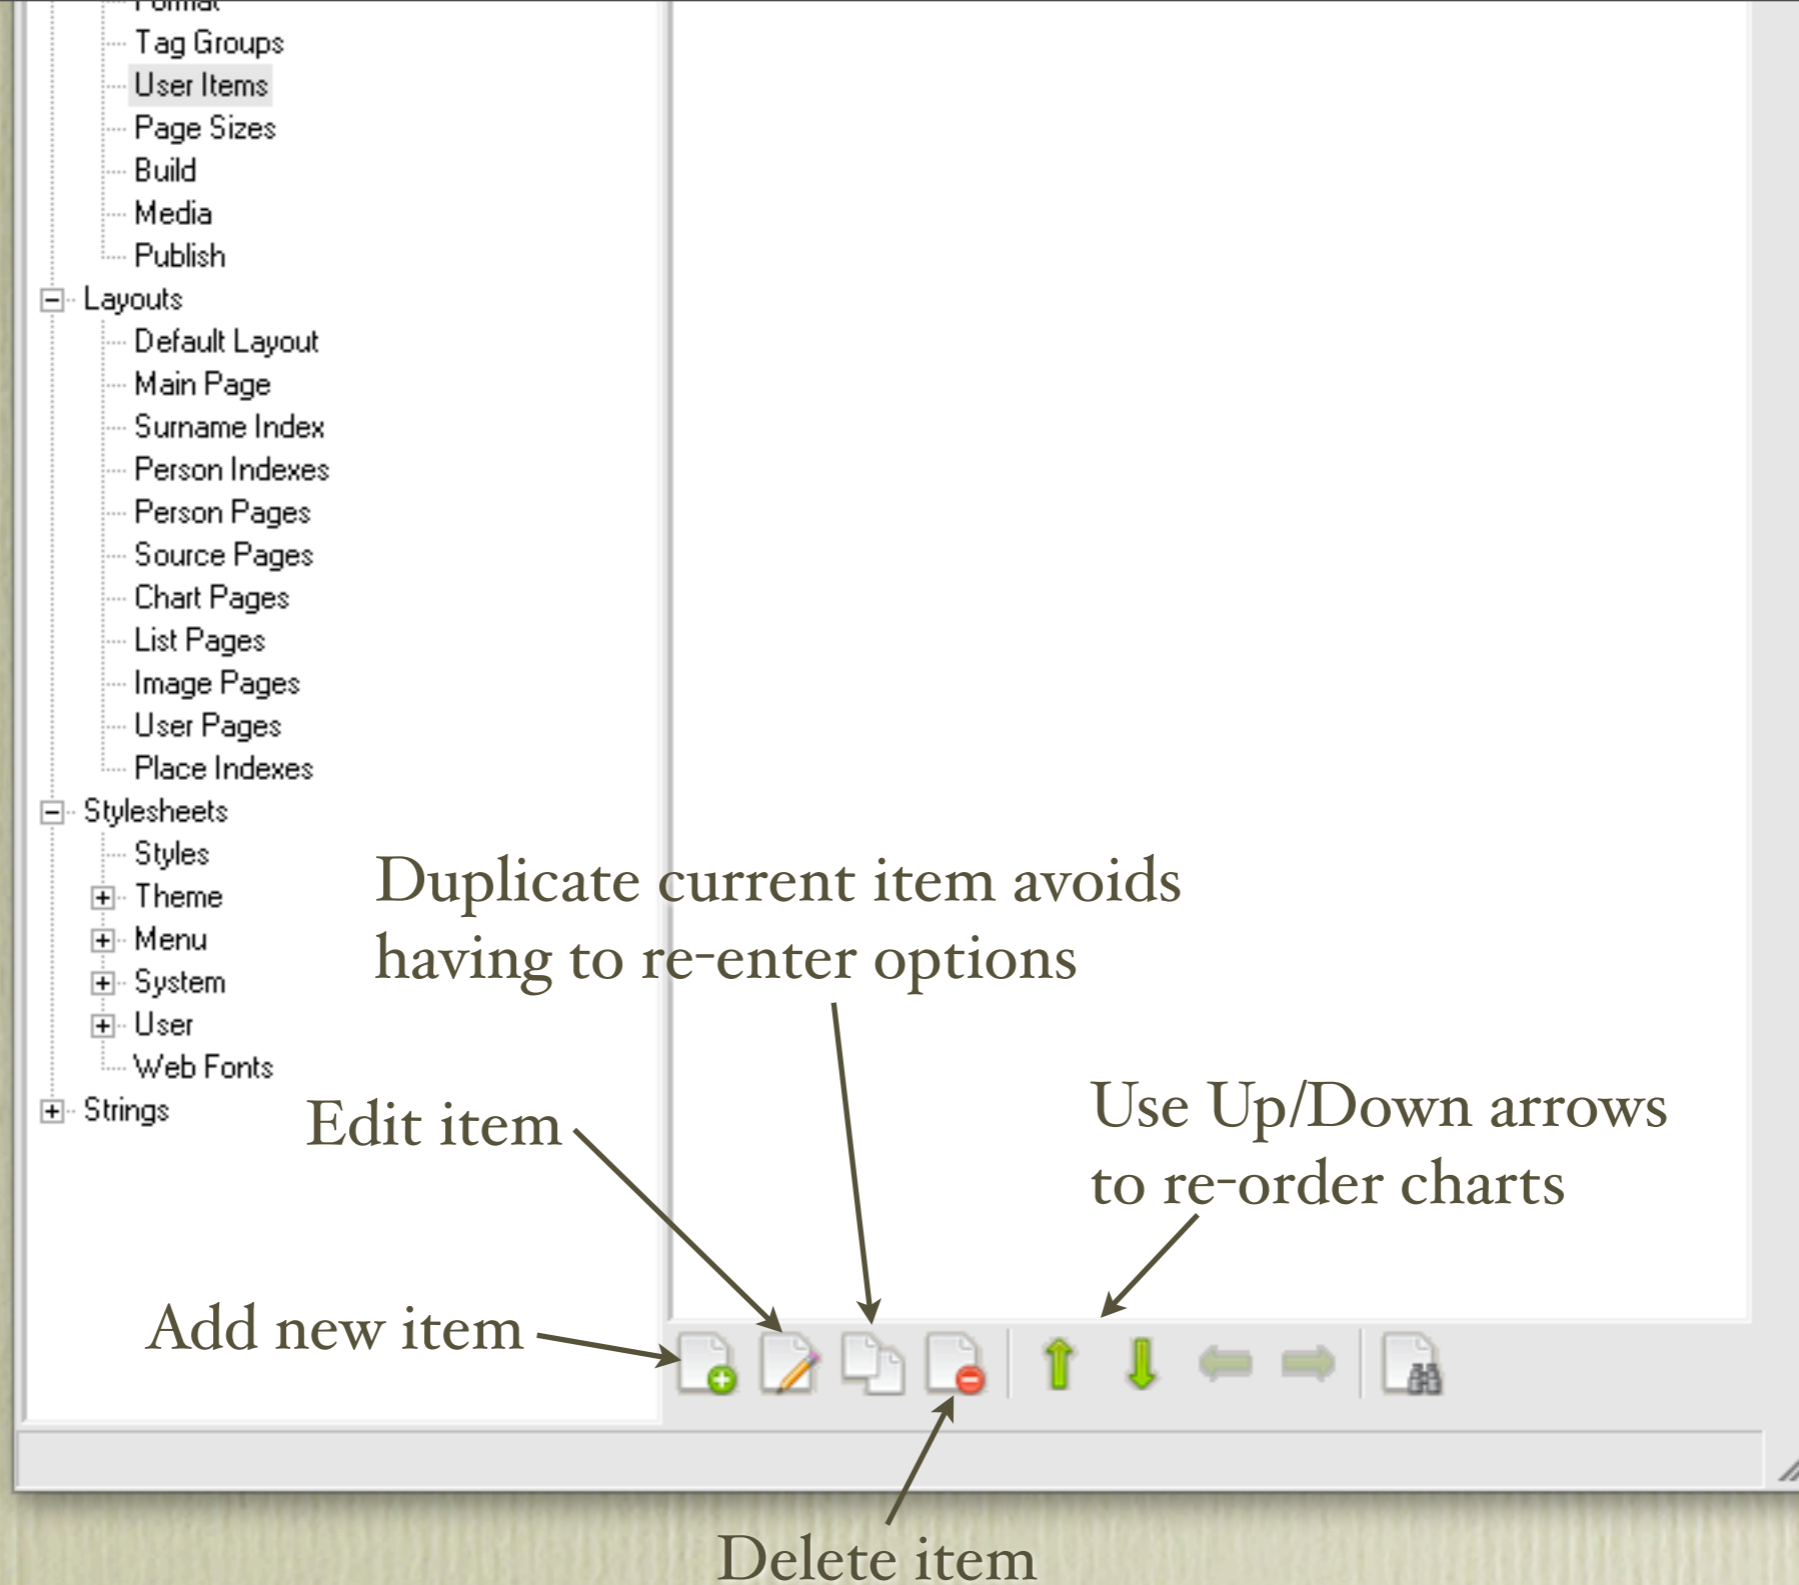 Format
Tag Groups
User Items
Page Sizes
Build
Media
Publish
Layouts
Default Layout
Main Page
Surname Index
Person Indexes
Person Pages
Source Pages
Chart Pages
List Pages
Image Pages
User Pages
Place Indexes
Stylesheets
Styles
Theme
Menu
System
User
Web Fonts
Strings
Duplicate current item avoids
having to re-enter options
Edit item
Use Up/Down arrows
to re-order charts
Add new item
Delete item